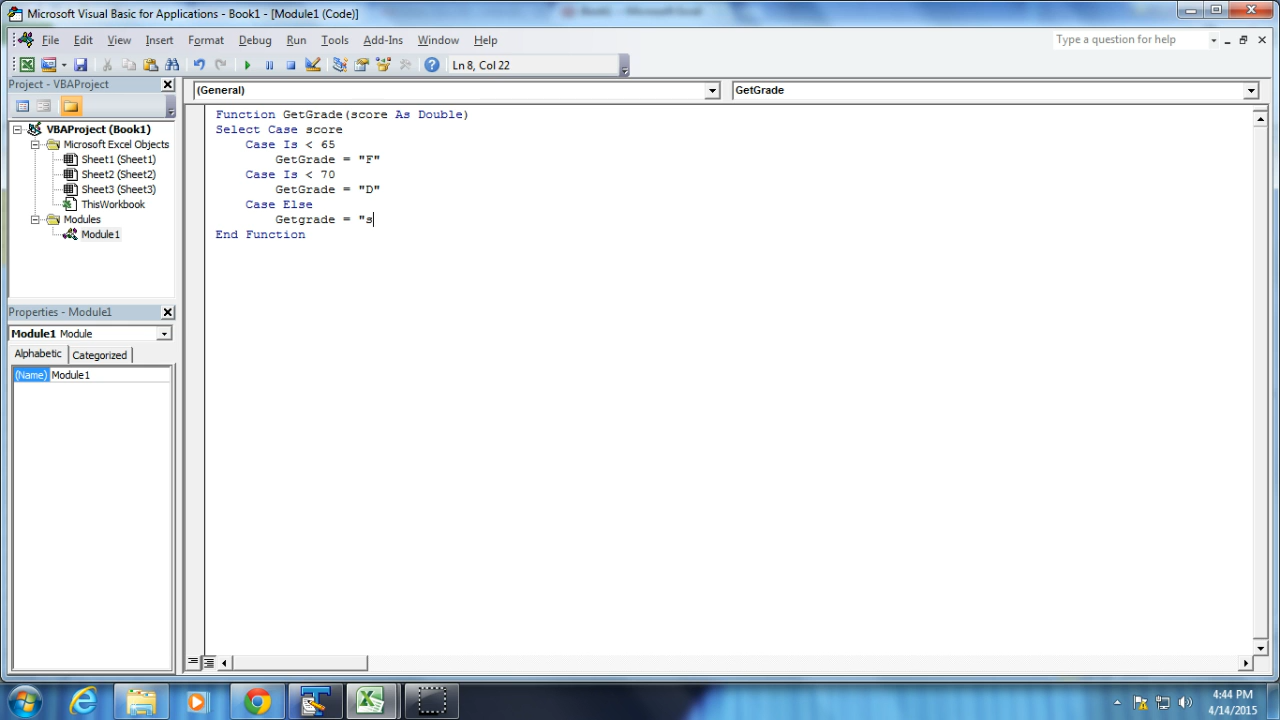 Microsoft Visual Basic for Applications - Book1 - [Module1 (Code)]
File Edit View Insert Format Debug Run Tools Add-Ins Window Help
Type a question for help
Ln 8, Col 22
Project - VBAProject
(General)
GetGrade
VBAProject (Book1)
Microsoft Excel Objects
Sheet1 (Sheet1)
Sheet2 (Sheet2)
Sheet3 (Sheet3)
ThisWorkbook
Modules
Module1
Properties - Module1
Module1 Module
Alphabetic Categorized
(Name) Module1
Function GetGrade(score As Double)
Select Case score
Case Is < 65
GetGrade = "F"
Case Is < 70
GetGrade = "D"
Case Else
Getgrade = "s
End Function
4:44 PM
4/14/2015